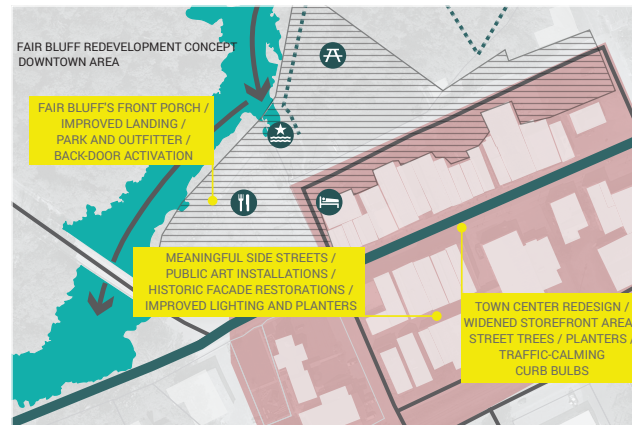 FAIR BLUFF REDEVELOPMENT CONCEPT
DOWNTOWN AREA
FAIR BLUFF'S FRONT PORCH /
IMPROVED LANDING /
PARK AND OUTFITTER /
BACK-DOOR ACTIVATION
MEANINGFUL SIDE STREETS /
PUBLIC ART INSTALLATIONS /
HISTORIC FACADE RESTORATIONS /
IMPROVED LIGHTING AND PLANTERS
TOWN CENTER REDESIGN /
WIDENED STOREFRONT AREA
STREET TREES / PLANTERS /
TRAFFIC-CALMING
CURB BULBS